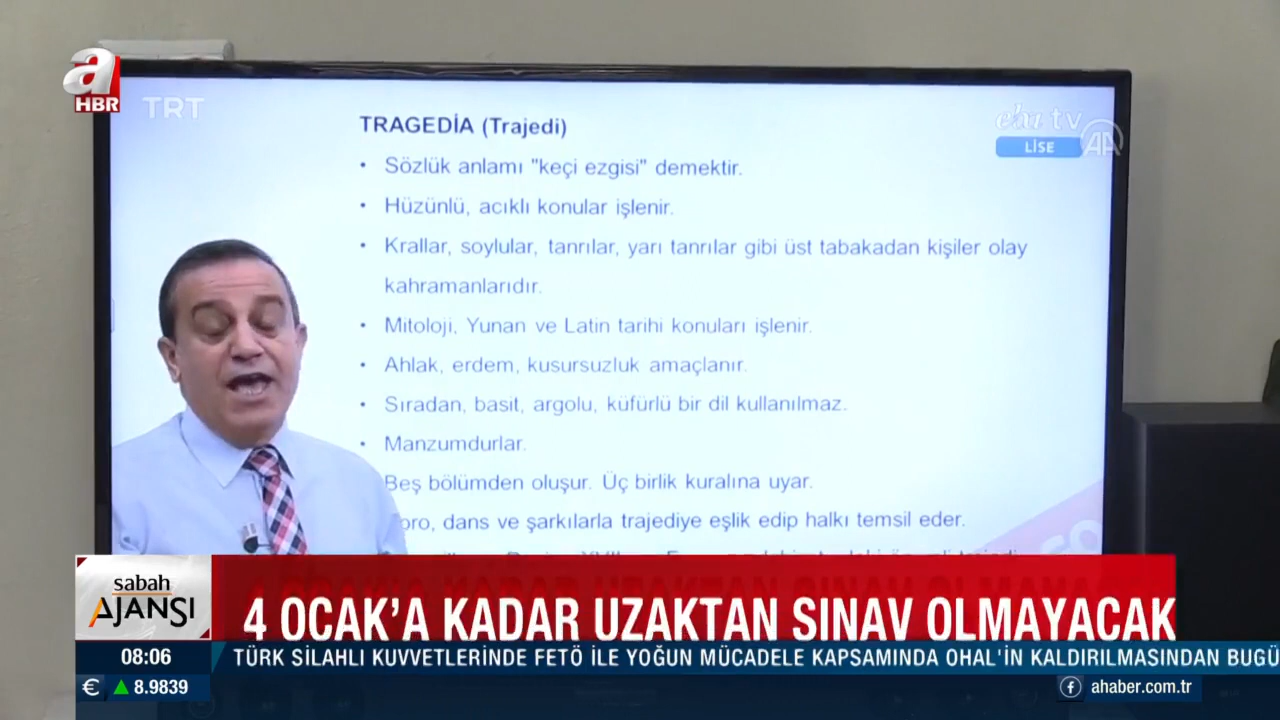 a
HBR
TRT
eba tv
LİSE
AA
TRAGEDİA (Trajedi)
• Sözlük anlamı "keçi ezgisi" demektir.
• Hüzünlü, acıklı konular işlenir.
• Krallar, soylular, tanrılar, yarı tanrılar gibi üst tabakadan kişiler olay
kahramanlarıdır.
• Mitoloji, Yunan ve Latin tarihi konuları işlenir.
• Ahlak, erdem, kusursuzluk amaçlanır.
• Sıradan, basit, argolu, küfürlü bir dil kullanılmaz.
• Manzumdurlar.
Beş bölümden oluşur. Üç birlik kuralına uyar.
oro, dans ve şarkılarla trajediye eşlik edip halkı temsil eder.
sabah
AJANSI
4 OCAK'A KADAR UZAKTAN SINAV OLMAYACAK
08:06
TÜRK SİLAHLI KUVVETLERİNDE FETÖ İLE YOĞUN MÜCADELE KAPSAMINDA OHAL'İN KALDIRILMASINDAN BUGÜ
€ ▲ 8.9839
f ahaber.com.tr